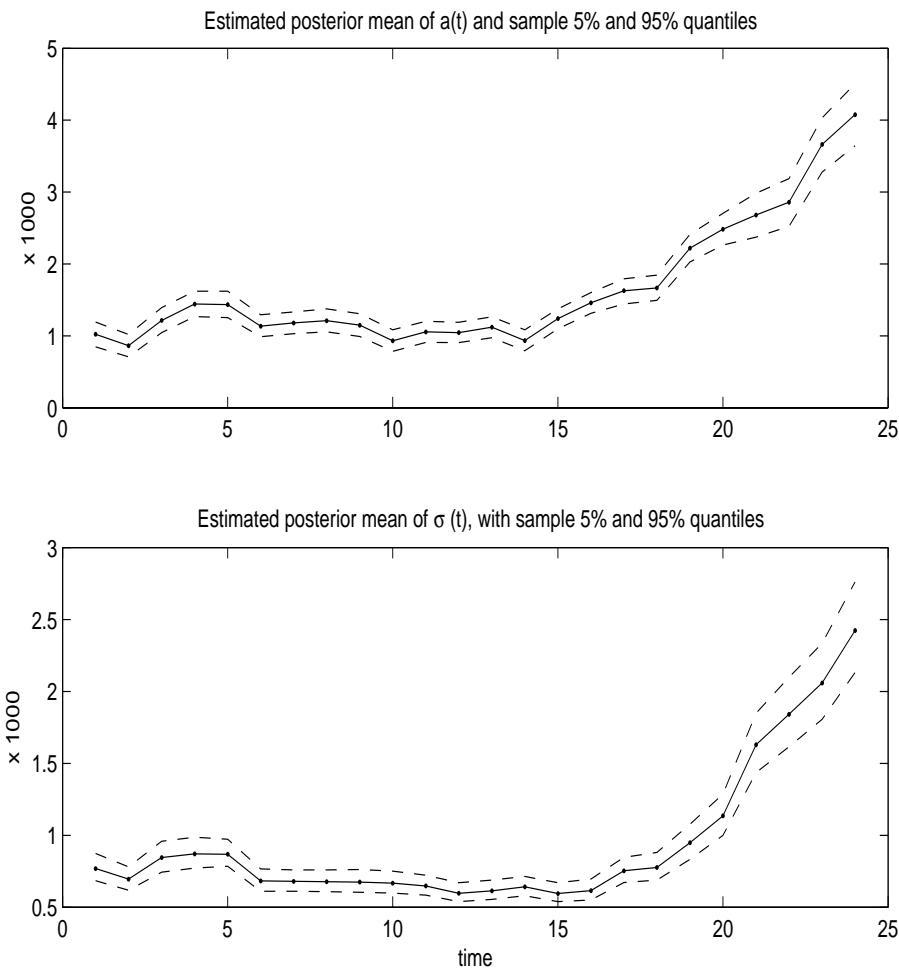 Estimated posterior mean of a(t) and sample 5% and 95% quantiles
5
4
3
2
1
0
x 1000
0 5 10 15 20 25
Estimated posterior mean of σ (t), with sample 5% and 95% quantiles
3
2.5
2
1.5
1
0.5
x 1000
0 5 10 15 20 25
time